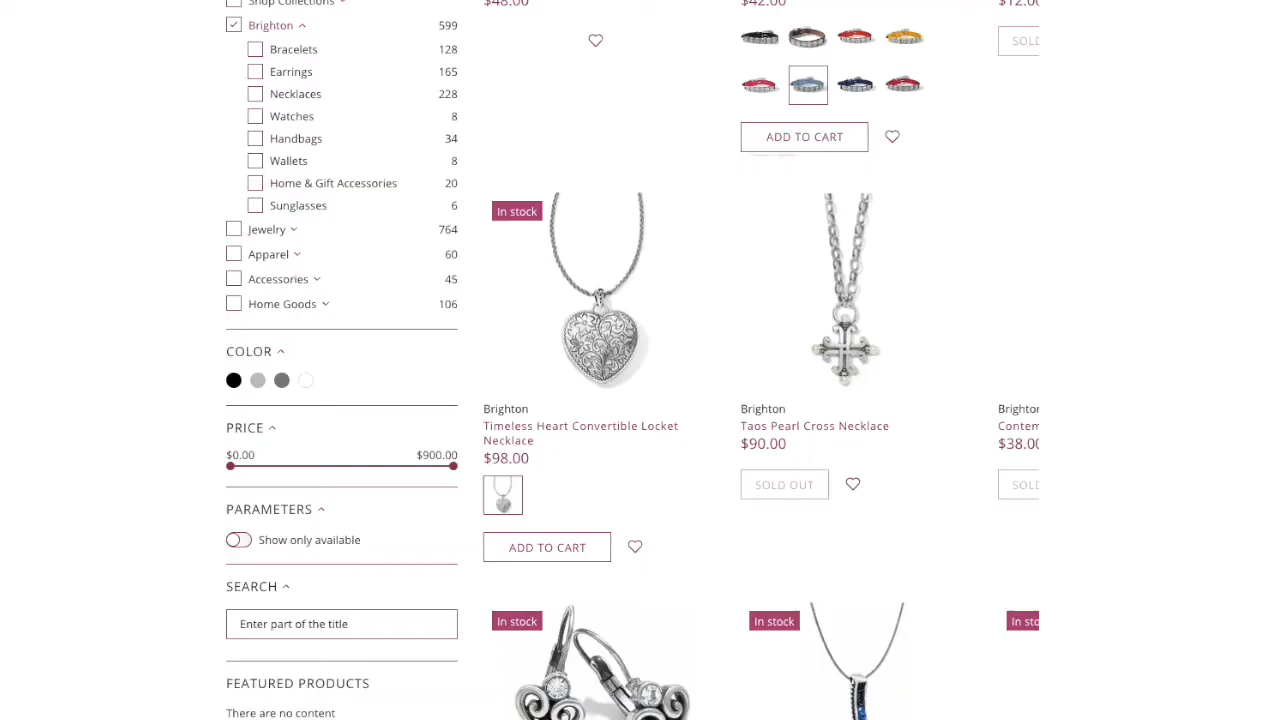 Shop Collections
Brighton 599
Bracelets 128
Earrings 165
Necklaces 228
Watches 8
Handbags 34
Wallets 8
Home & Gift Accessories 20
Sunglasses 6
Jewelry 764
Apparel 60
Accessories 45
Home Goods 106
COLOR
PRICE
$0.00 $900.00
PARAMETERS
Show only available
SEARCH
Enter part of the title
FEATURED PRODUCTS
There are no content
$48.00
$42.00
ADD TO CART
$12.00
In stock
Brighton
Timeless Heart Convertible Locket
Necklace
$98.00
ADD TO CART
Brighton
Taos Pearl Cross Necklace
$90.00
SOLD OUT
Brighton
$38.00
In stock
In stock